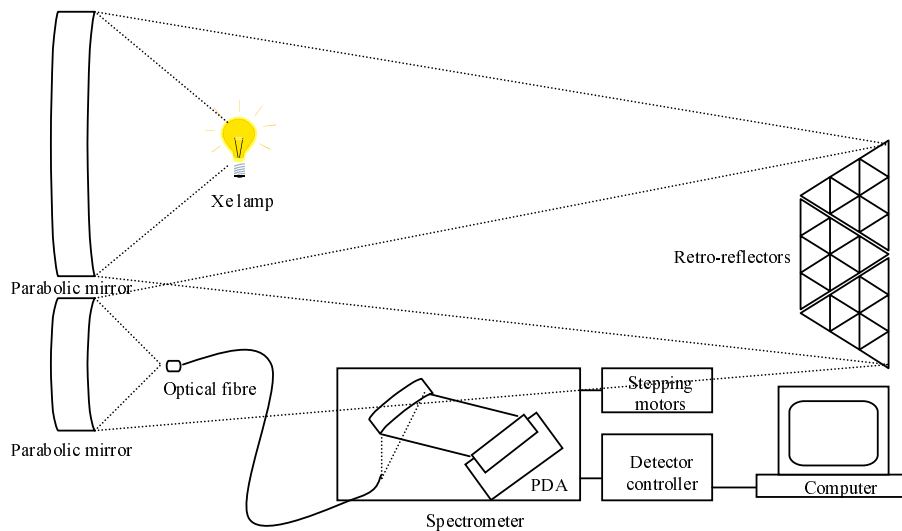 Xe lamp
Parabolic mirror
Retro-reflectors
Optical fibre
Parabolic mirror
Stepping
motors
Detector
controller
PDA
Computer
Spectrometer